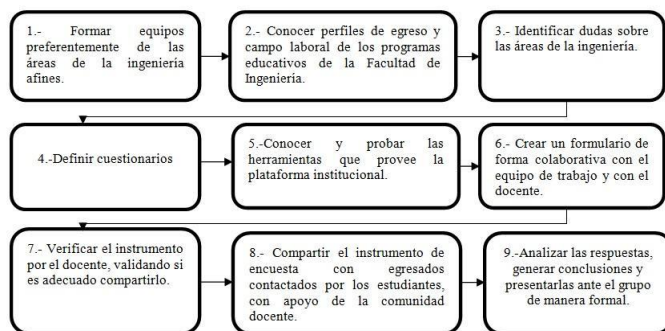 1.- Formar equipos
preferentemente de las
áreas de la ingeniería
afines.
2.- Conocer perfiles de egreso y
campo laboral de los programas
educativos de la Facultad de
Ingeniería.
3.- Identificar dudas sobre
las áreas de la ingeniería.
4.-Definir cuestionarios
5.-Conocer y probar las
herramientas que provee la
plataforma institucional.
6.- Crear un formulario de
forma colaborativa con el
equipo de trabajo y con el
docente.
7.- Verificar el instrumento
por el docente, validando si
es adecuado compartirlo.
8.- Compartir el instrumento de
encuesta con egresados
contactados por los estudiantes,
con apoyo de la comunidad
docente.
9.-Analizar las respuestas,
generar conclusiones y
presentarlas ante el grupo
de manera formal.